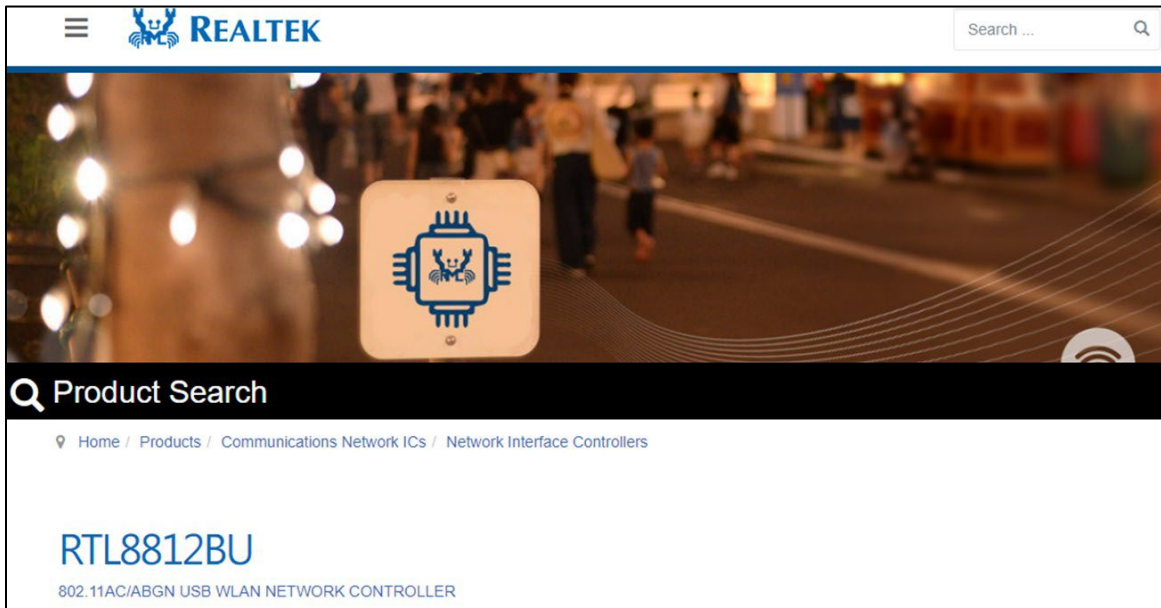 REALTEK
Search ...
Product Search
Home / Products / Communications Network ICs / Network Interface Controllers
RTL8812BU
802.11AC/ABGN USB WLAN NETWORK CONTROLLER